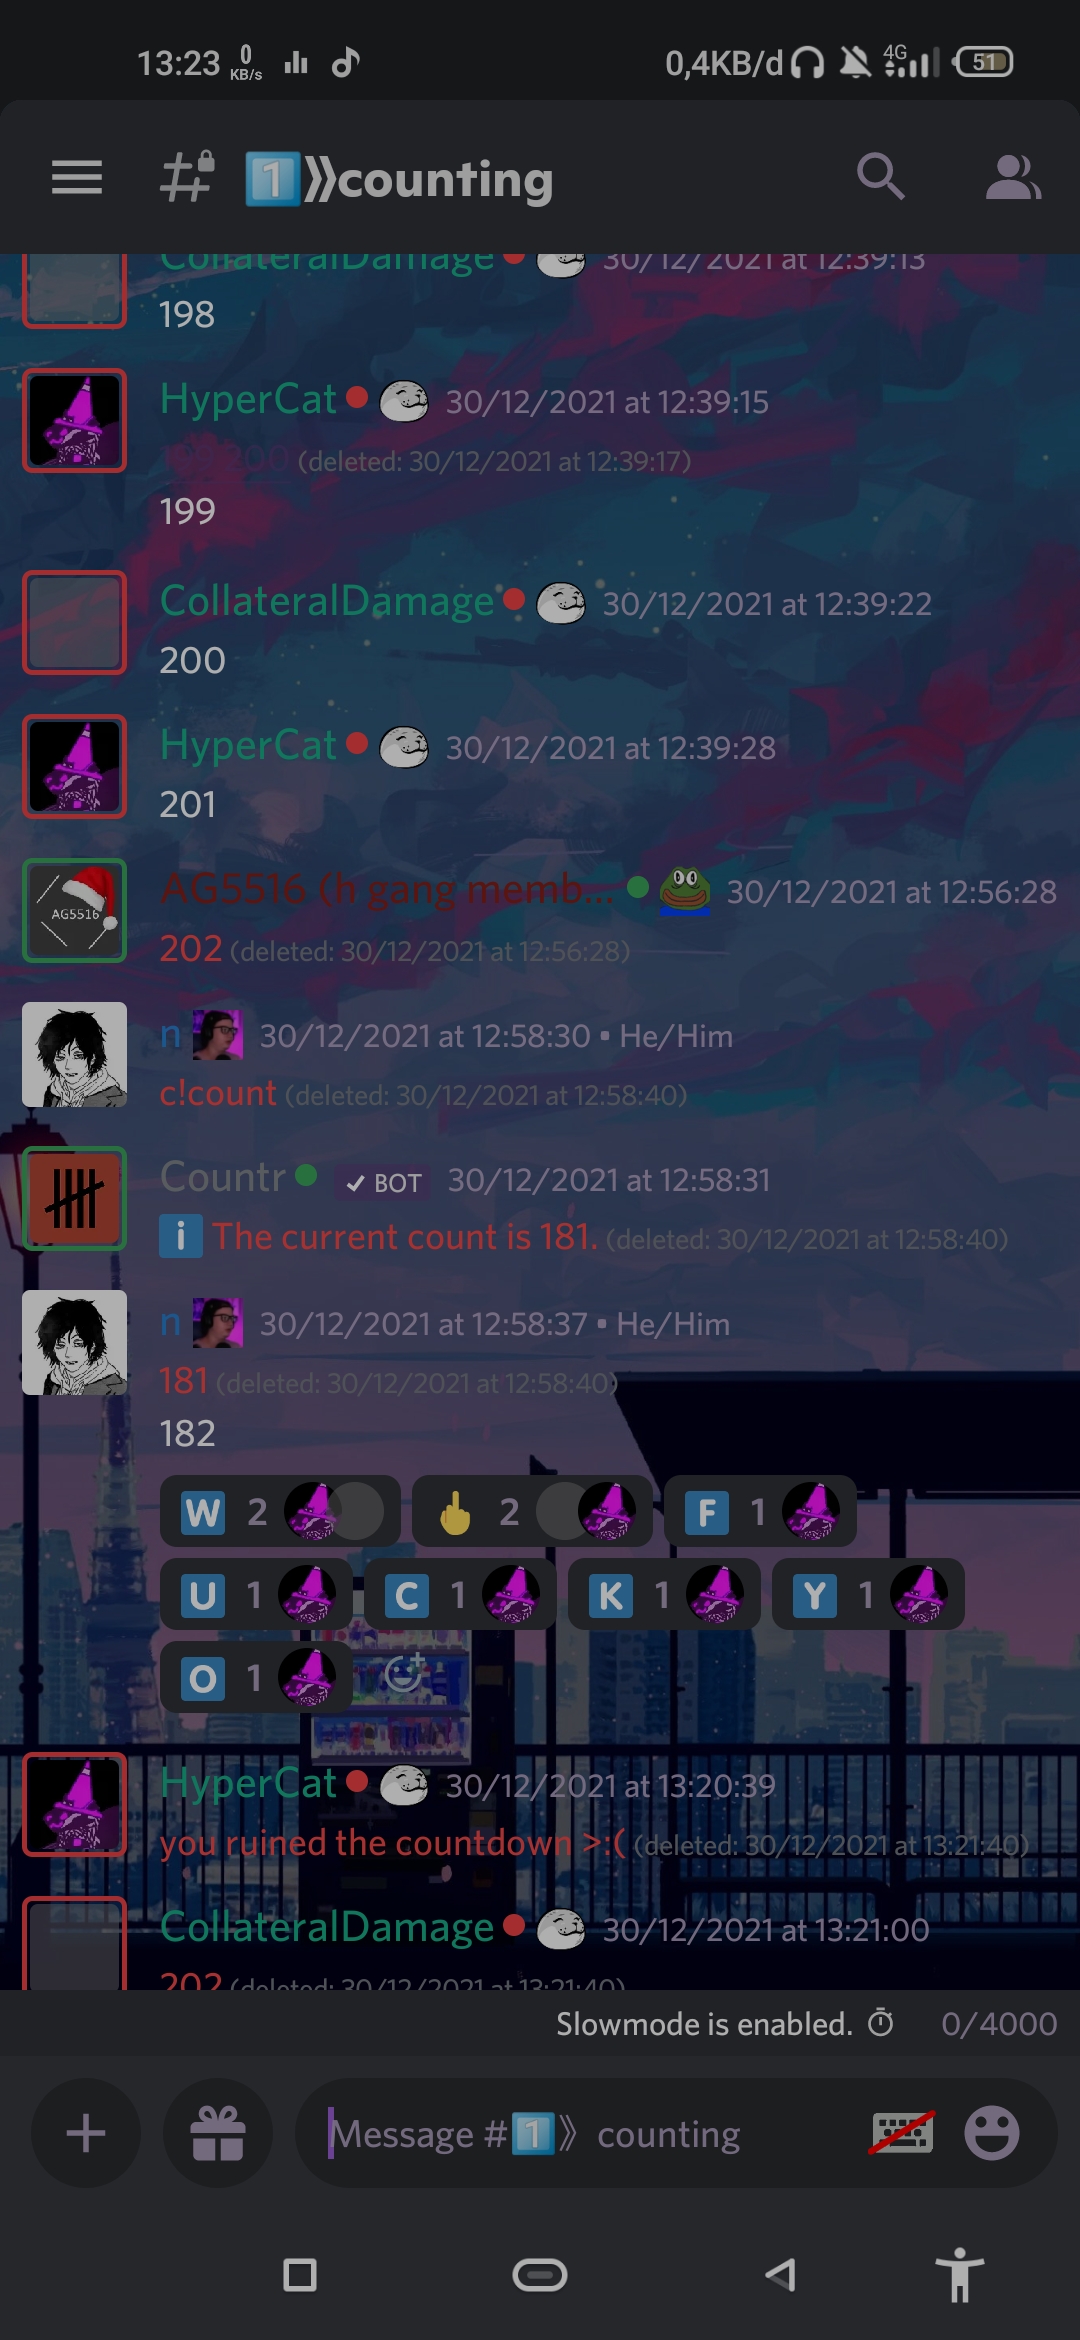 13:23 0 KB/s 0,4KB/d 4G 51
1》counting
CollateralDamage 30/12/2021 at 12:39:13
198
HyperCat 30/12/2021 at 12:39:15
199 200 (deleted: 30/12/2021 at 12:39:17)
199
CollateralDamage 30/12/2021 at 12:39:22
200
HyperCat 30/12/2021 at 12:39:28
201
AG5516
AG5516 (h gang memb... 30/12/2021 at 12:56:28
202 (deleted: 30/12/2021 at 12:56:28)
n 30/12/2021 at 12:58:30 • He/Him
c!count (deleted: 30/12/2021 at 12:58:40)
Countr ✓ BOT 30/12/2021 at 12:58:31
i The current count is 181. (deleted: 30/12/2021 at 12:58:40)
n 30/12/2021 at 12:58:37 • He/Him
181 (deleted: 30/12/2021 at 12:58:40)
182
W 2 🖕 2 F 1
U 1 C 1 K 1 Y 1
O 1
HyperCat 30/12/2021 at 13:20:39
you ruined the countdown >:( (deleted: 30/12/2021 at 13:21:40)
CollateralDamage 30/12/2021 at 13:21:00
202 (deleted: 30/12/2021 at 13:21:40)
Slowmode is enabled. 0/4000
Message #1》 counting